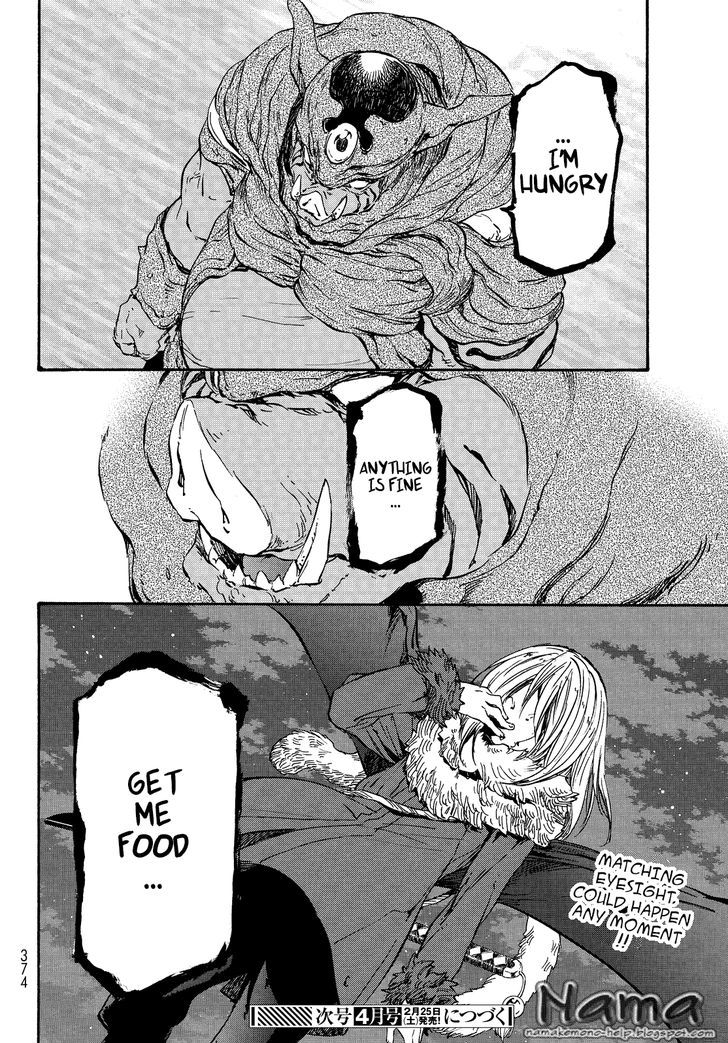 ...
I'M
HUNGRY
ANYTHING
IS FINE
...
GET
ME
FOOD
...
MATCHING
EYESIGHT,
COULD HAPPEN
ANY MOMENT
!!
374
次号4月号2月25日(土)発売!につづく
Nama
namakemono-help.blogspot.com